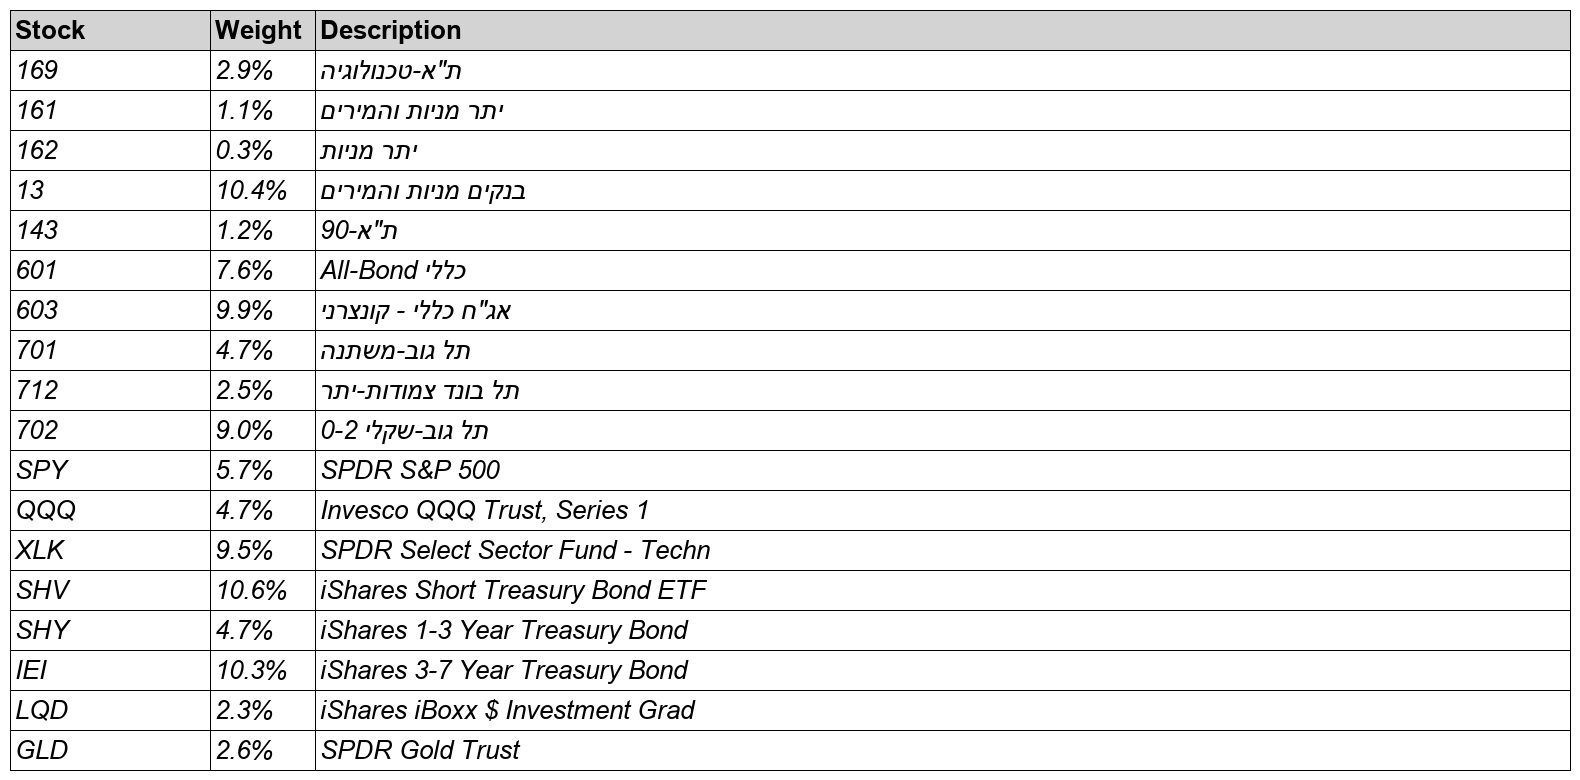 Stock Weight Description
169 2.9% ת"א-טכנולוגיה
161 1.1% יתר מניות והמירים
162 0.3% יתר מניות
13 10.4% בנקים מניות והמירים
143 1.2% ת"א-90
601 7.6% All-Bond כללי
603 9.9% אג"ח כללי - קונצרני
701 4.7% תל גוב-משתנה
712 2.5% תל בונד צמודות-יתר
702 9.0% תל גוב-שקלי 0-2
SPY 5.7% SPDR S&P 500
QQQ 4.7% Invesco QQQ Trust, Series 1
XLK 9.5% SPDR Select Sector Fund - Techn
SHV 10.6% iShares Short Treasury Bond ETF
SHY 4.7% iShares 1-3 Year Treasury Bond
IEI 10.3% iShares 3-7 Year Treasury Bond
LQD 2.3% iShares iBoxx $ Investment Grad
GLD 2.6% SPDR Gold Trust